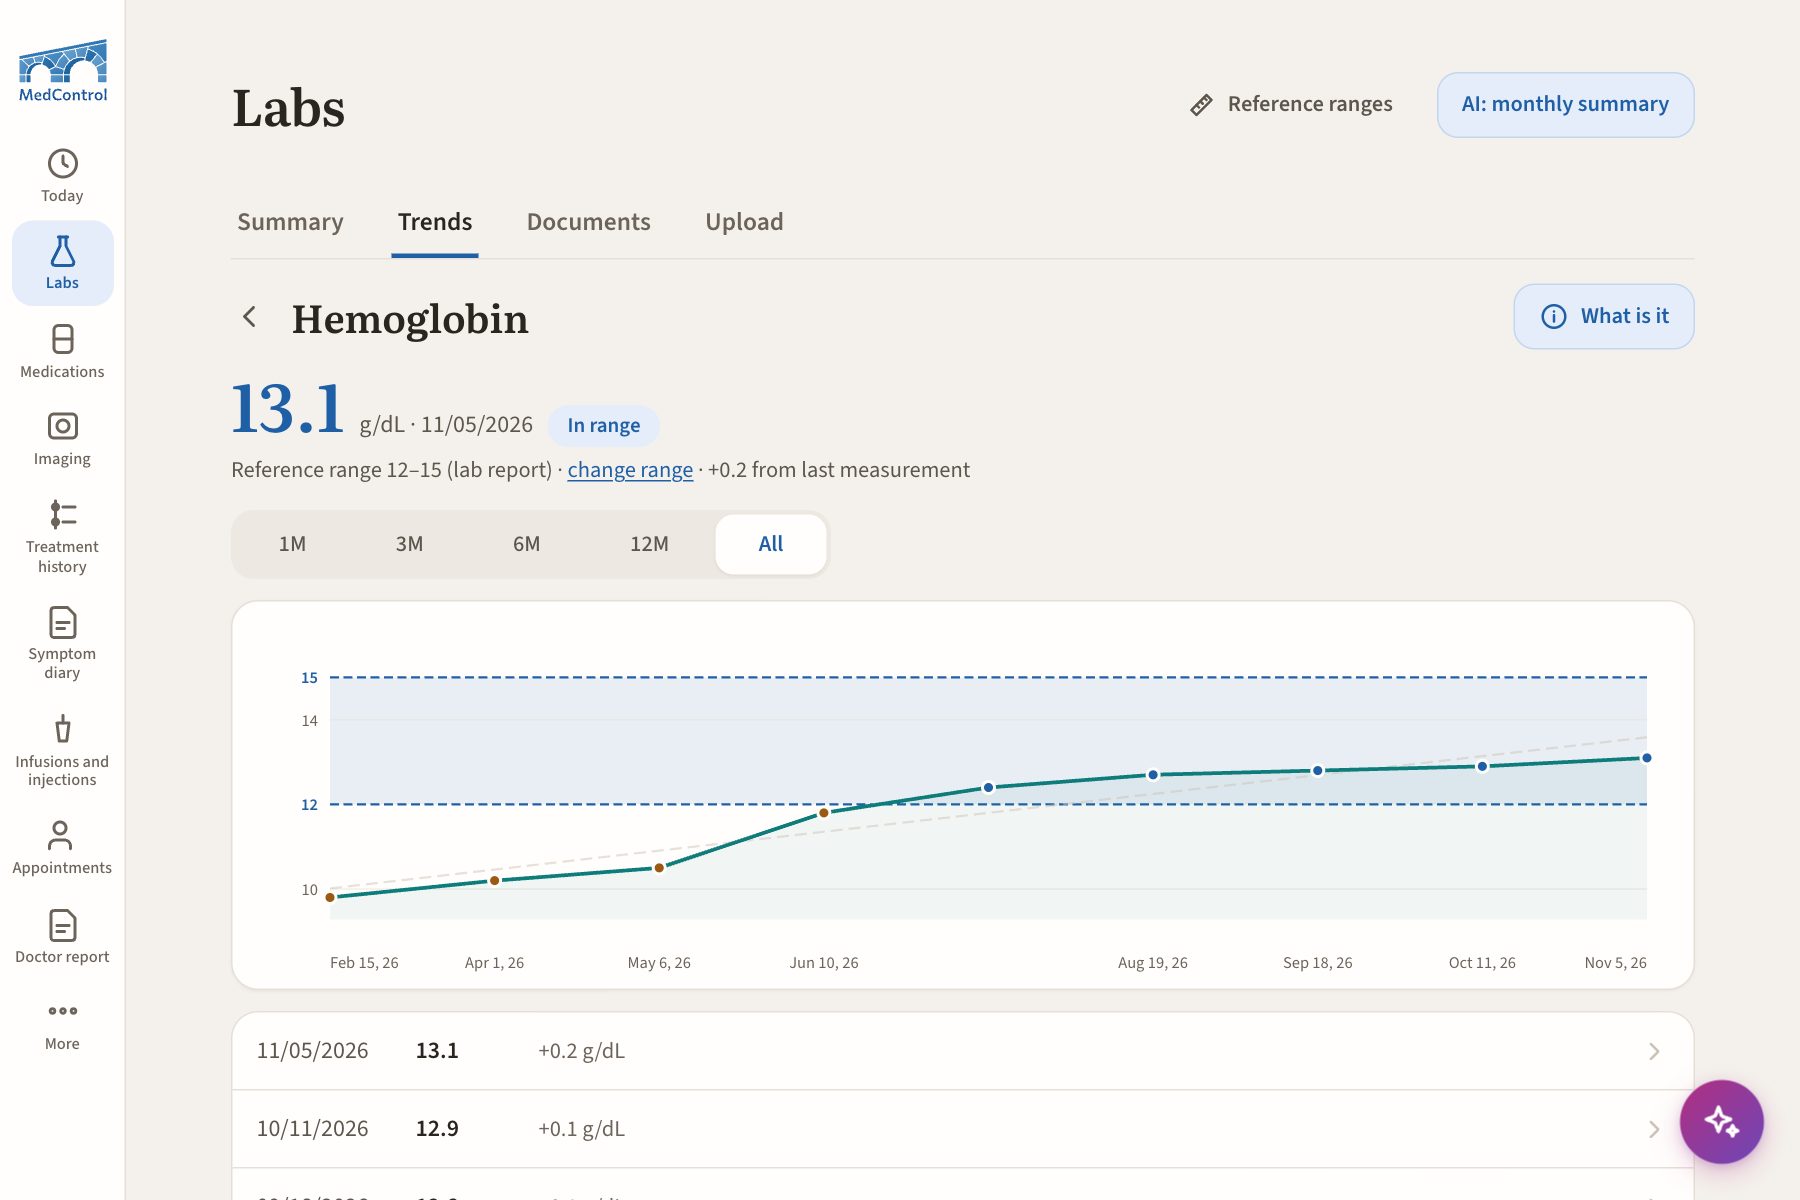 MedControl
Today
Labs
Medications
Imaging
Treatment
history
Symptom
diary
Infusions and
injections
Appointments
Doctor report
More
Labs
Reference ranges
AI: monthly summary
Summary
Trends
Documents
Upload
Hemoglobin
What is it
13.1 g/dL · 11/05/2026 In range
Reference range 12–15 (lab report) · change range · +0.2 from last measurement
1M
3M
6M
12M
All
15
14
12
10
Feb 15, 26
Apr 1, 26
May 6, 26
Jun 10, 26
Aug 19, 26
Sep 18, 26
Oct 11, 26
Nov 5, 26
11/05/2026 13.1 +0.2 g/dL
10/11/2026 12.9 +0.1 g/dL